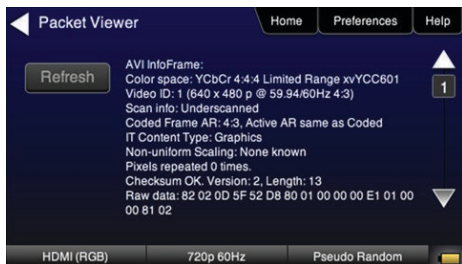 Packet Viewer
Home
Preferences
Help
Refresh
AVI InfoFrame:
Color space: YCbCr 4:4:4 Limited Range xvYCC601
Video ID: 1 (640 x 480 p @ 59.94/60Hz 4:3)
Scan info: Underscanned
Coded Frame AR: 4:3, Active AR same as Coded
IT Content Type: Graphics
Non-uniform Scaling: None known
Pixels repeated 0 times.
Checksum OK. Version: 2, Length: 13
Raw data: 82 02 0D 5F 52 D8 80 01 00 00 00 E1 01 00
00 81 02
1
HDMI (RGB)
720p 60Hz
Pseudo Random